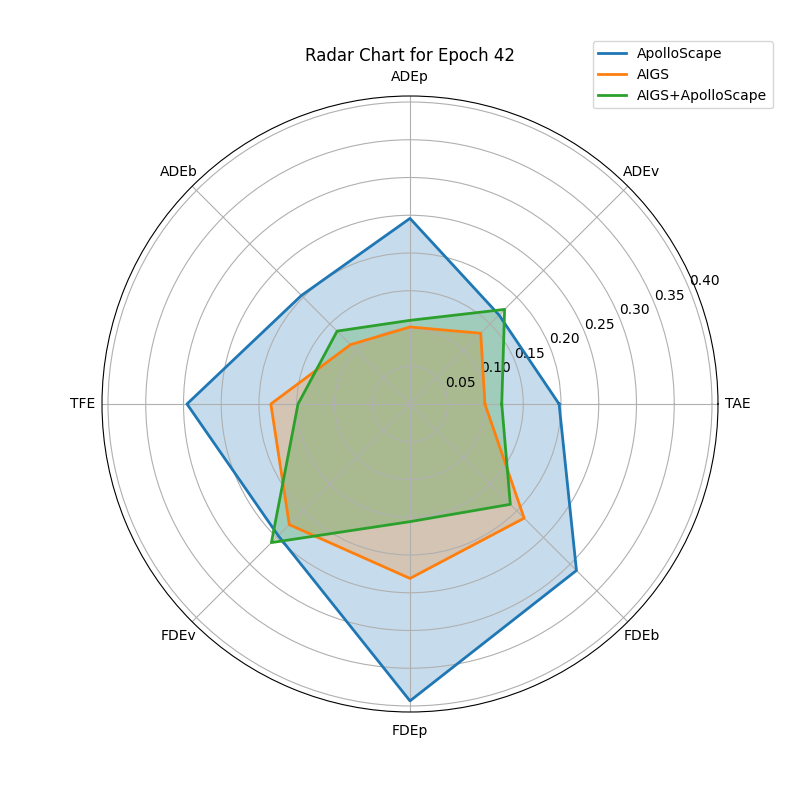 Radar Chart for Epoch 42
ApolloScape
AIGS
AIGS+ApolloScape
ADEp
ADEb
ADEv
0.40
0.35
0.30
0.25
0.20
0.15
0.10
0.05
TFE
TAE
FDEv
FDEb
FDEp